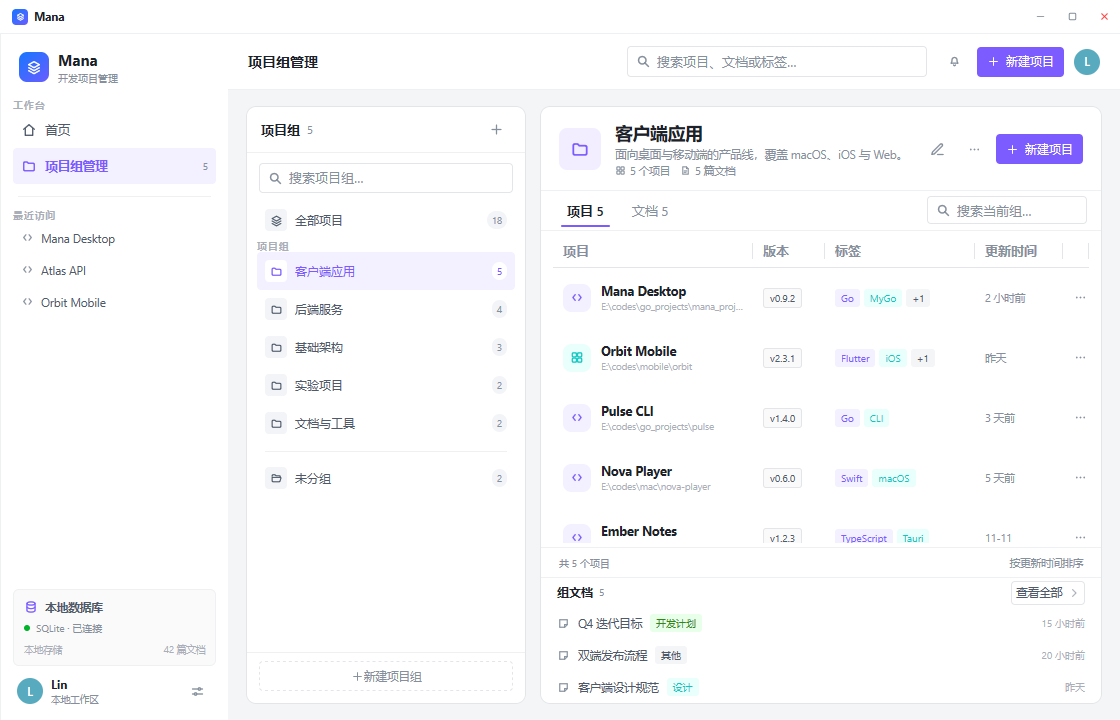 Mana
Mana
开发项目管理
工作台
首页
项目组管理 5
最近访问
Mana Desktop
Atlas API
Orbit Mobile
本地数据库
SQLite · 已连接
本地存储 42 篇文档
L
Lin
本地工作区
项目组管理
搜索项目、文档或标签...
新建项目
L
项目组 5
搜索项目组...
全部项目 18
项目组
客户端应用 5
后端服务 4
基础架构 3
实验项目 2
文档与工具 2
未分组 2
新建项目组
客户端应用
面向桌面与移动端的产品线，覆盖 macOS、iOS 与 Web。
5 个项目 5 篇文档
新建项目
项目 5 文档 5
搜索当前组...
项目 版本 标签 更新时间
Mana Desktop
E:\codes\go_projects\mana_proj...
v0.9.2 Go MyGo +1 2 小时前
Orbit Mobile
E:\codes\mobile\orbit
v2.3.1 Flutter iOS +1 昨天
Pulse CLI
E:\codes\go_projects\pulse
v1.4.0 Go CLI 3 天前
Nova Player
E:\codes\mac\nova-player
v0.6.0 Swift macOS 5 天前
Ember Notes
v1.2.3 TypeScript Tauri 11-11
共 5 个项目 按更新时间排序
组文档 5 查看全部
Q4 迭代目标 开发计划 15 小时前
双端发布流程 其他 20 小时前
客户端设计规范 设计 昨天